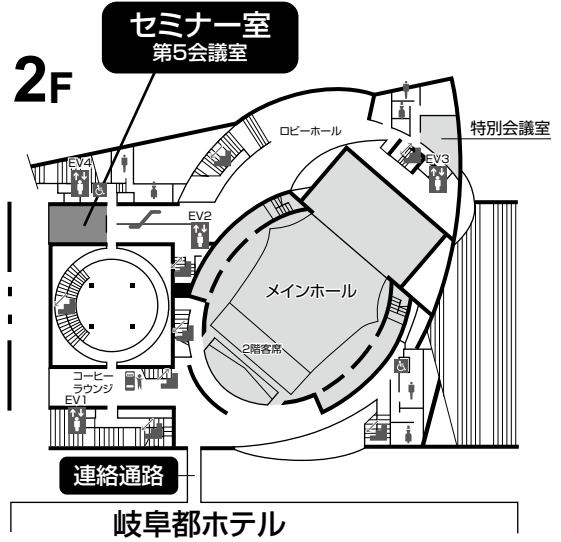 セミナー室
第5会議室
2F
ロビーホール
特別会議室
EV4
EV3
EV2
メインホール
2階客席
コーヒー
ラウンジ
EV1
連絡通路
岐阜都ホテル